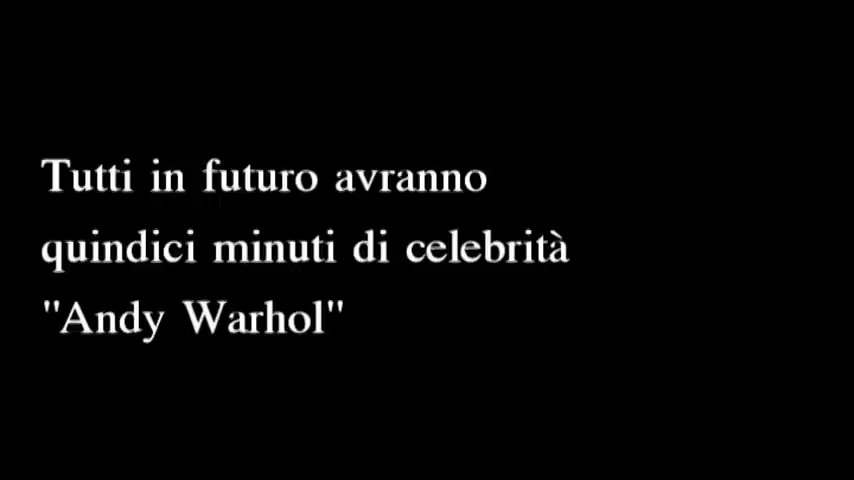 Tutti in futuro avranno
quindici minuti di celebrità
"Andy Warhol"